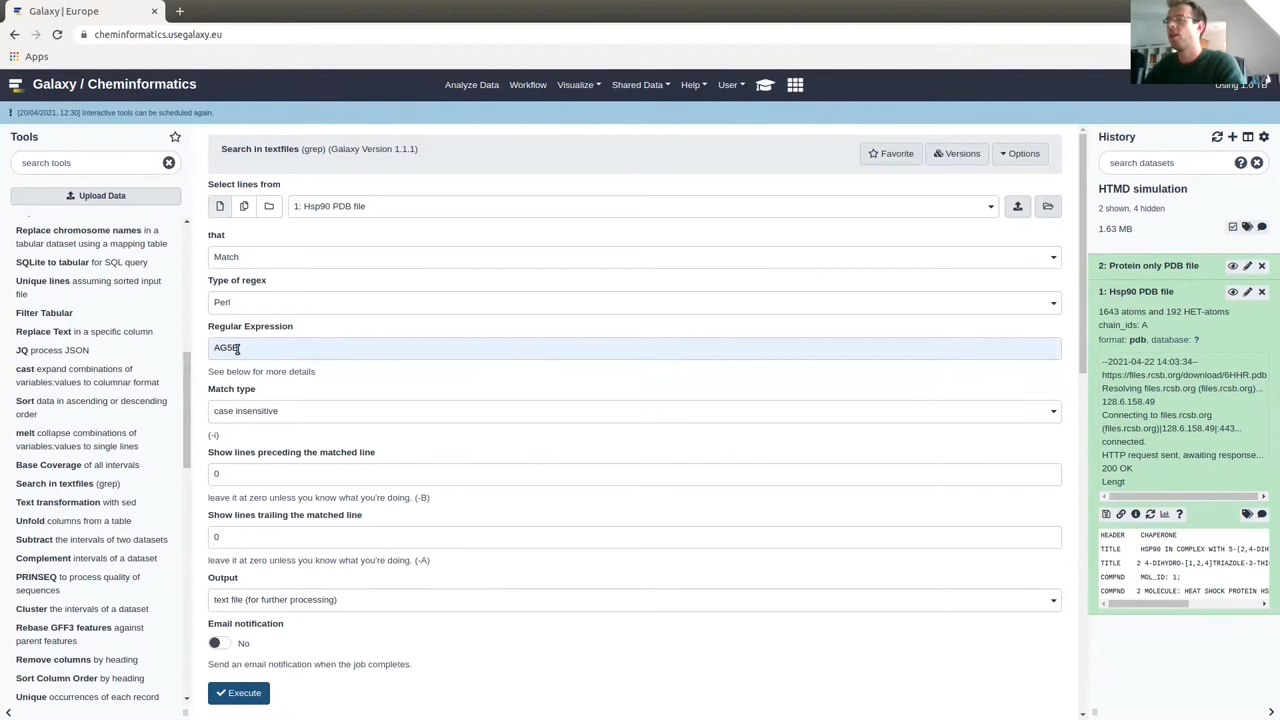 Galaxy | Europe
cheminformatics.usegalaxy.eu
Apps
Galaxy / Cheminformatics
Analyze Data Workflow Visualize Shared Data Help User
[20/04/2021, 12:30] Interactive tools can be scheduled again.
Tools
search tools
Upload Data
Replace chromosome names in a
tabular dataset using a mapping table
SQLite to tabular for SQL query
Unique lines assuming sorted input
file
Filter Tabular
Replace Text in a specific column
JQ process JSON
cast expand combinations of
variables:values to columnar format
Sort data in ascending or descending
order
melt collapse combinations of
variables:values to single lines
Base Coverage of all intervals
Search in textfiles (grep)
Text transformation with sed
Unfold columns from a table
Subtract the intervals of two datasets
Complement intervals of a dataset
PRINSEQ to process quality of
sequences
Cluster the intervals of a dataset
Rebase GFF3 features against
parent features
Remove columns by heading
Sort Column Order by heading
Unique occurrences of each record
Search in textfiles (grep) (Galaxy Version 1.1.1)
Favorite Versions Options
Select lines from
1: Hsp90 PDB file
that
Match
Type of regex
Perl
Regular Expression
AG5E
See below for more details
Match type
case insensitive
(-i)
Show lines preceding the matched line
0
leave it at zero unless you know what you're doing. (-B)
Show lines trailing the matched line
0
leave it at zero unless you know what you're doing. (-A)
Output
text file (for further processing)
Email notification
No
Send an email notification when the job completes.
Execute
History
search datasets
HTMD simulation
2 shown, 4 hidden
1.63 MB
2: Protein only PDB file
1: Hsp90 PDB file
1643 atoms and 192 HET-atoms
chain_ids: A
format: pdb, database: ?
--2021-04-22 14:03:34--
https://files.rcsb.org/download/6HHR.pdb
Resolving files.rcsb.org (files.rcsb.org)...
128.6.158.49
Connecting to files.rcsb.org
(files.rcsb.org)|128.6.158.49|:443...
connected.
HTTP request sent, awaiting response...
200 OK
Lengt
HEADER CHAPERONE
TITLE HSP90 IN COMPLEX WITH 5-(2,4-DIH
TITLE 2 4-DIHYDRO-[1,2,4]TRIAZOLE-3-THI
COMPND MOL_ID: 1;
COMPND 2 MOLECULE: HEAT SHOCK PROTEIN HS